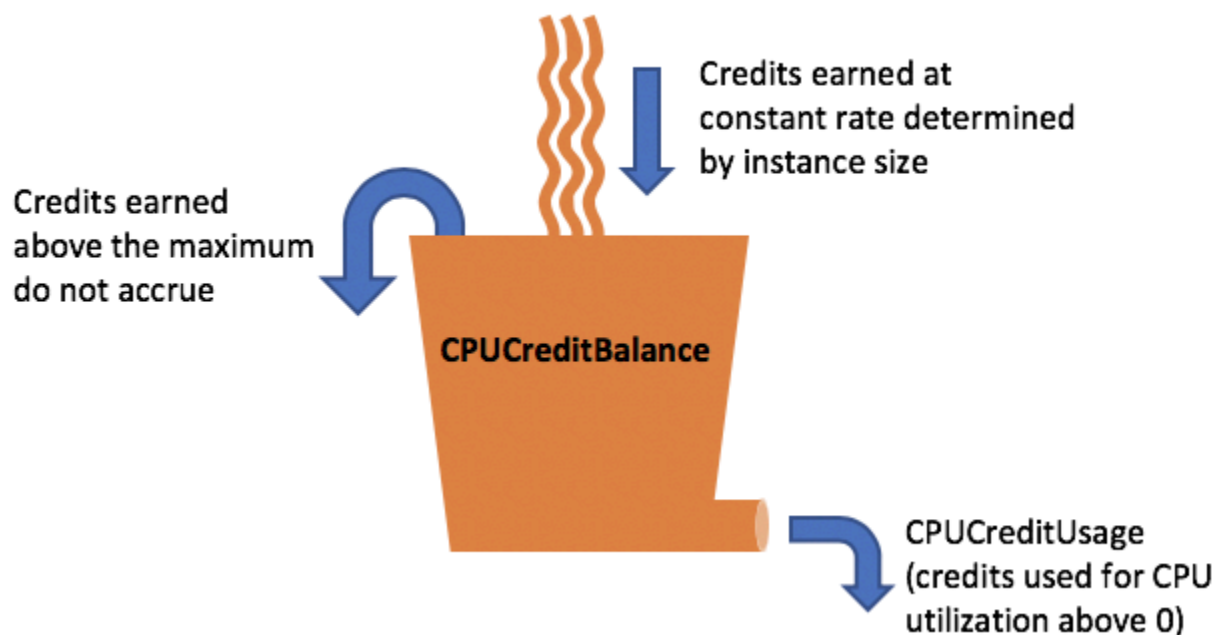 Credits earned at
constant rate determined
by instance size
Credits earned
above the maximum
do not accrue
CPUCreditBalance
CPUCreditUsage
(credits used for CPU
utilization above 0)